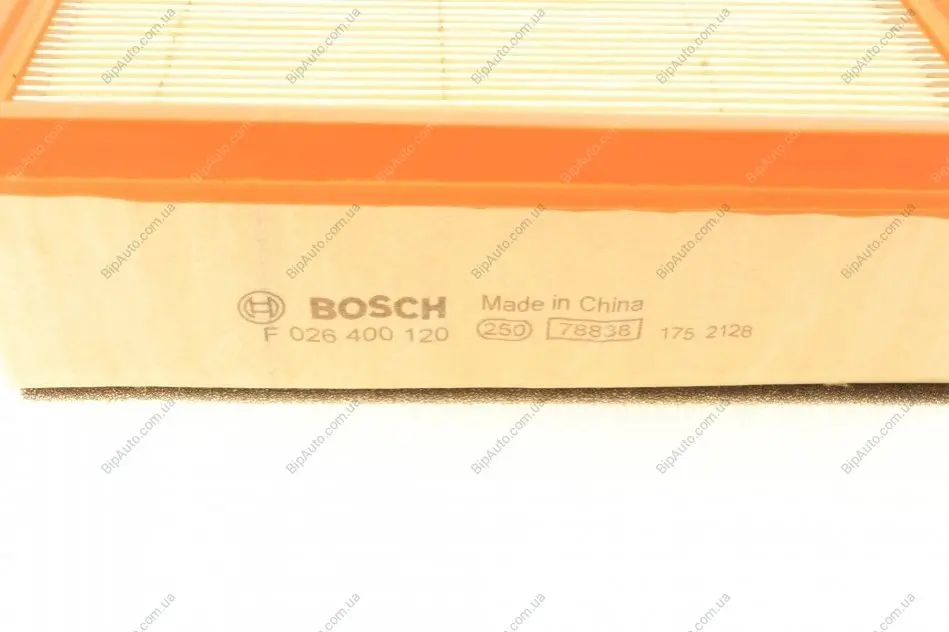 BOSCH Made in China
F 026 400 120 250 78838 175 2128
BipAuto.com.ua